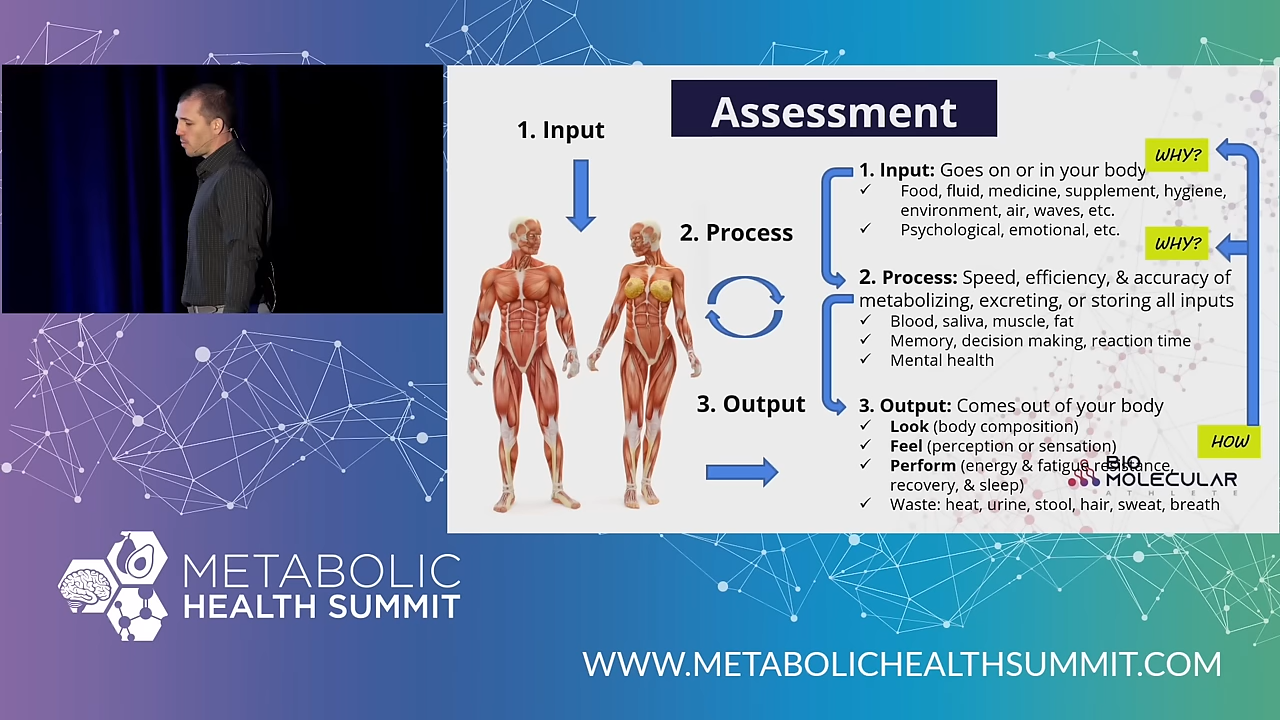 Assessment
1. Input
2. Process
3. Output
1. Input: Goes on or in your body
✓ Food, fluid, medicine, supplement, hygiene,
environment, air, waves, etc.
✓ Psychological, emotional, etc.
WHY?
WHY?
2. Process: Speed, efficiency, & accuracy of
metabolizing, excreting, or storing all inputs
✓ Blood, saliva, muscle, fat
✓ Memory, decision making, reaction time
✓ Mental health
3. Output: Comes out of your body
✓ Look (body composition)
✓ Feel (perception or sensation)
✓ Perform (energy & fatigue resistance,
recovery, & sleep)
✓ Waste: heat, urine, stool, hair, sweat, breath
HOW
BIO
MOLECULAR
ATHLETE
METABOLIC
HEALTH SUMMIT
WWW.METABOLICHEALTHSUMMIT.COM